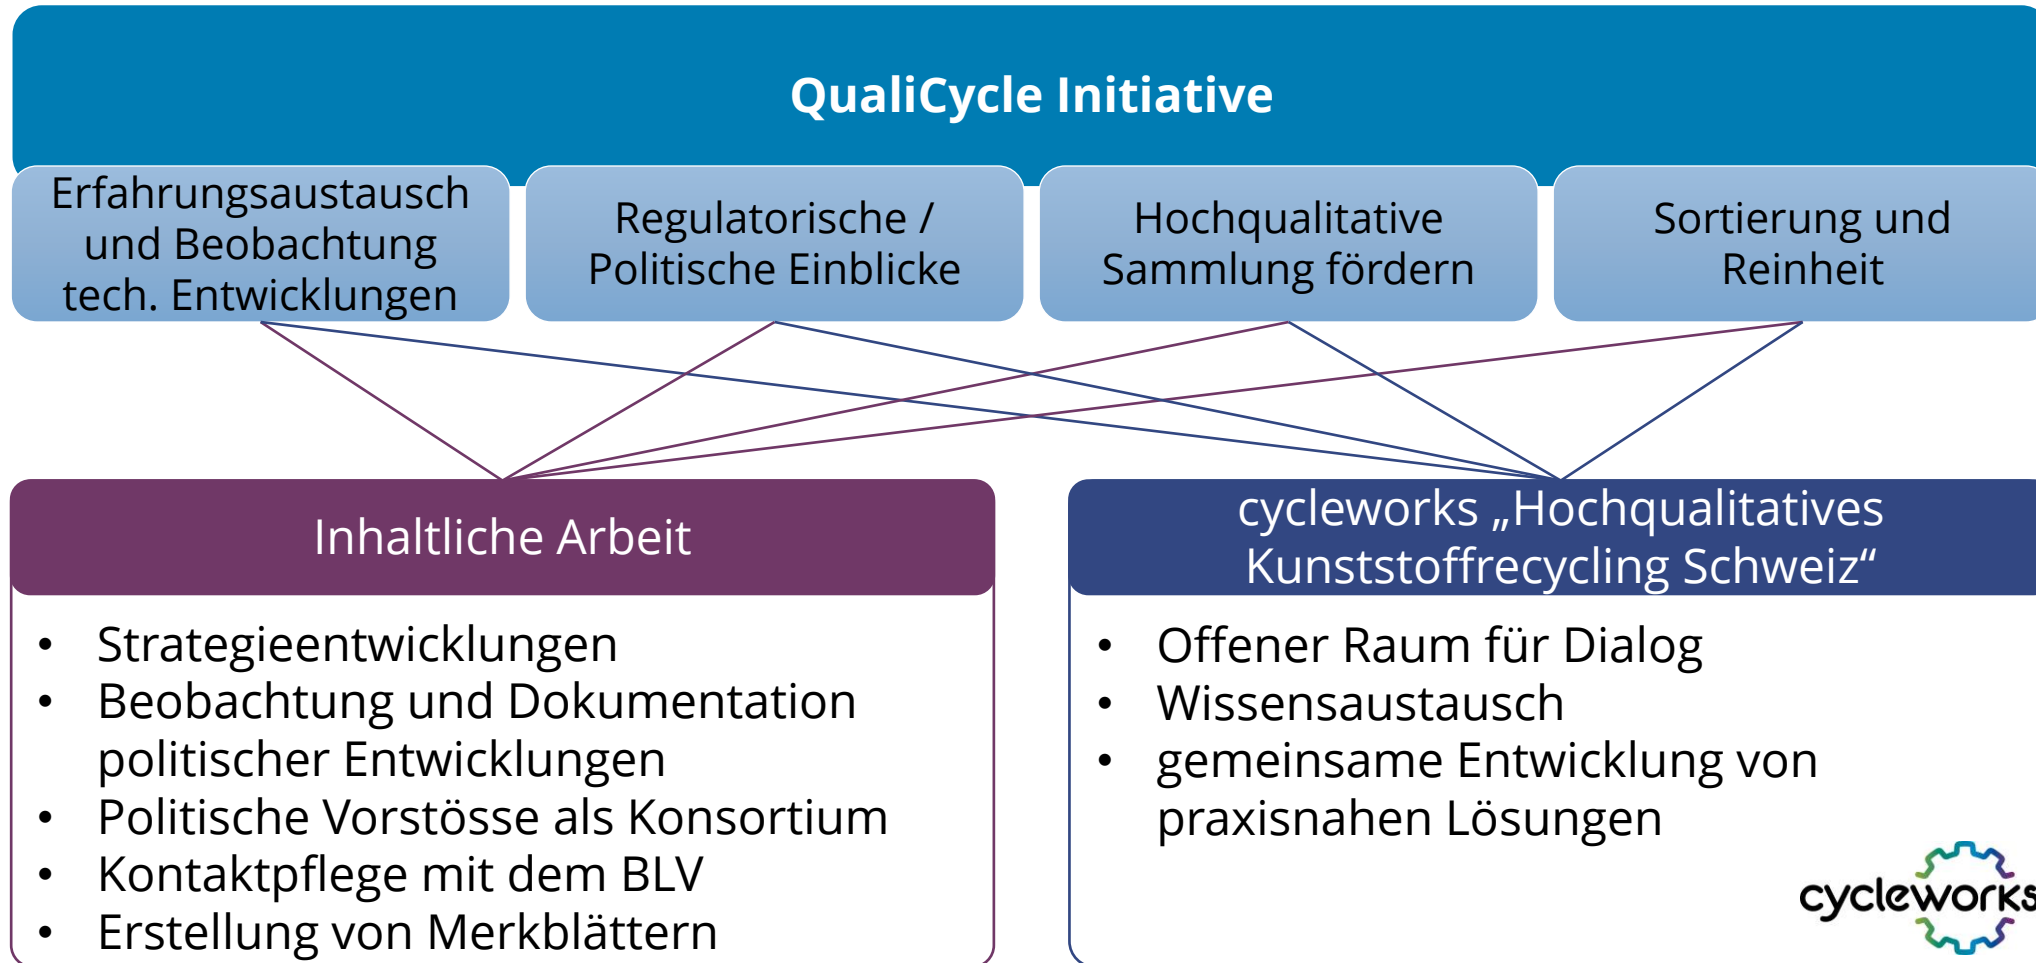 QualiCycle Initiative
Erfahrungsaustausch
und Beobachtung
tech. Entwicklungen
Regulatorische /
Politische Einblicke
Hochqualitative
Sammlung fördern
Sortierung und
Reinheit
Inhaltliche Arbeit
• Strategieentwicklungen
• Beobachtung und Dokumentation
politischer Entwicklungen
• Politische Vorstösse als Konsortium
• Kontaktpflege mit dem BLV
• Erstellung von Merkblättern
cycleworks „Hochqualitatives
Kunststoffrecycling Schweiz“
• Offener Raum für Dialog
• Wissensaustausch
• gemeinsame Entwicklung von
praxisnahen Lösungen
cycleworks